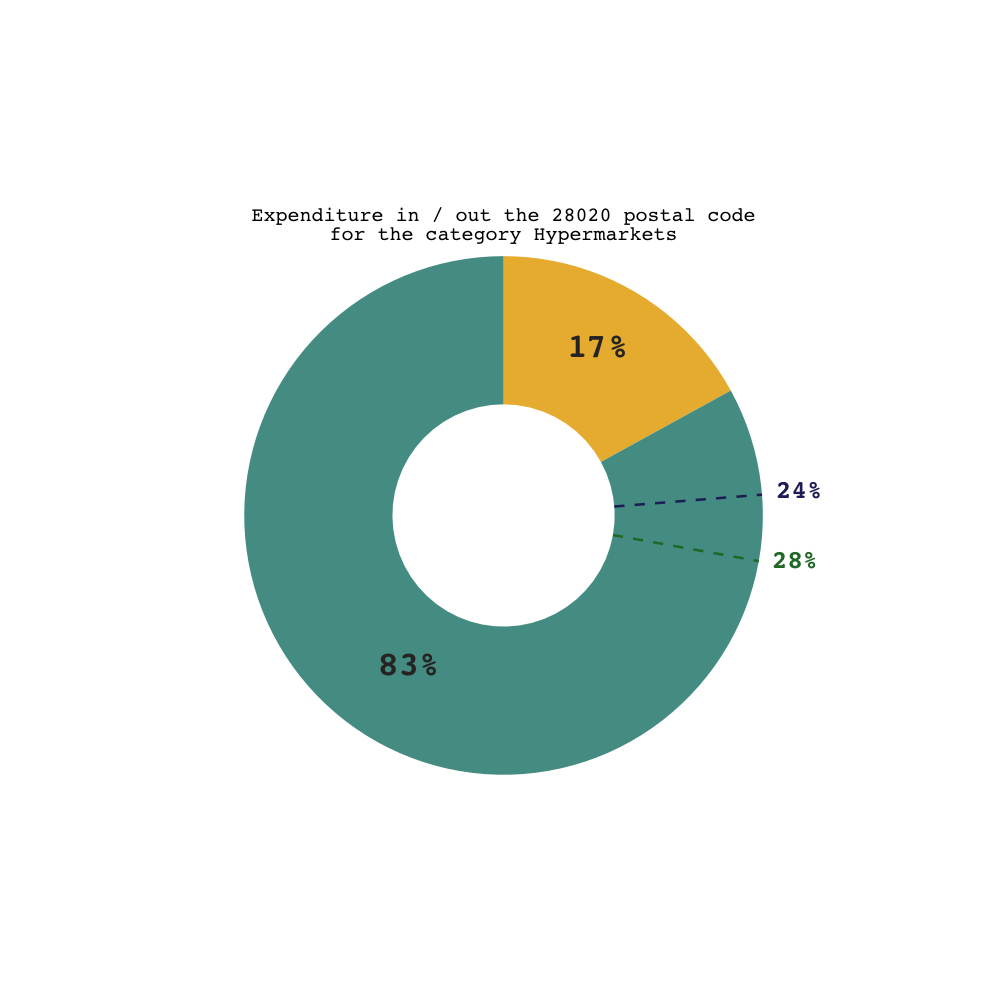 Expenditure in / out the 28020 postal code
for the category Hypermarkets
17%
24%
28%
83%